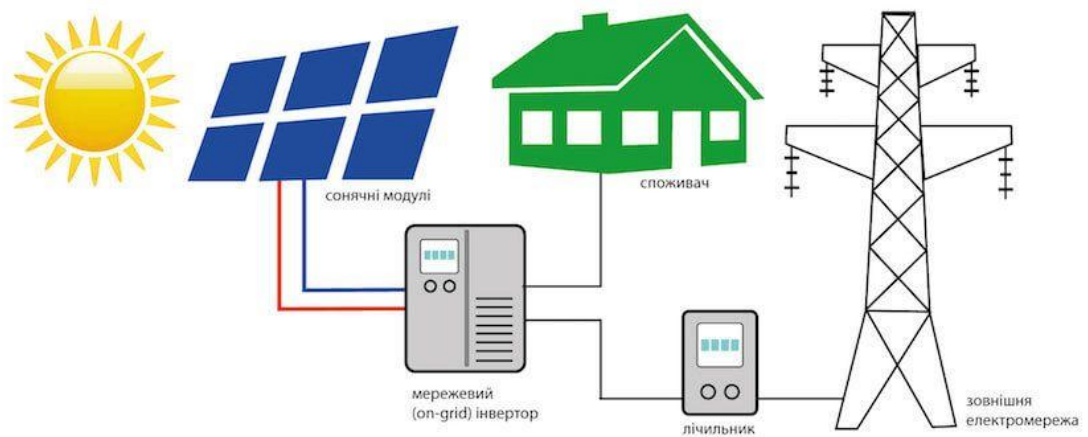 сонячні модулі
споживач
мережевий
(on-grid) інвертор
лічильник
зовнішня
електромережа